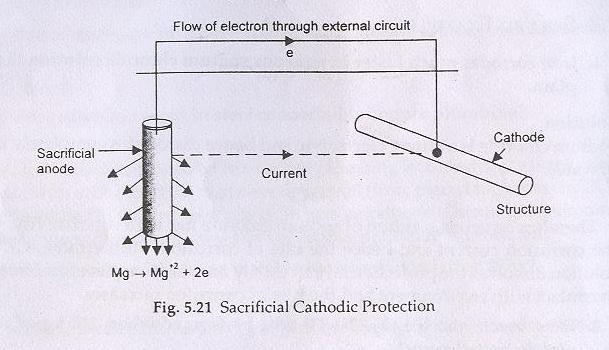 Flow of electron through external circuit
e
Cathode
Sacrificial
anode
Current
Structure
Mg → Mg+2 + 2e
Fig. 5.21 Sacrificial Cathodic Protection